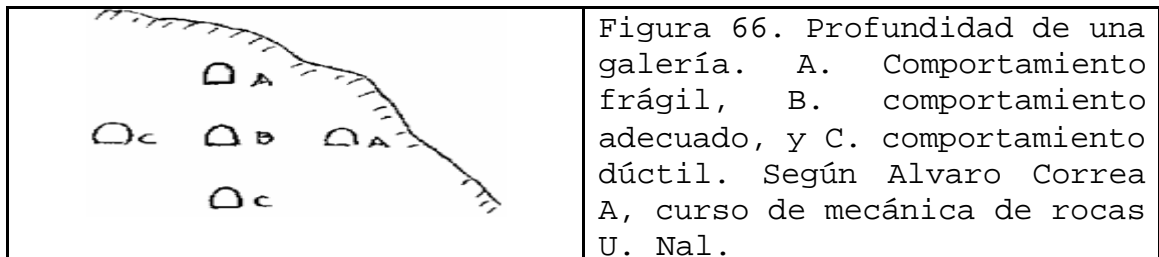 A
C B A
C
Figura 66. Profundidad de una
galería. A. Comportamiento
frágil, B. comportamiento
adecuado, y C. comportamiento
dúctil. Según Alvaro Correa
A, curso de mecánica de rocas
U. Nal.